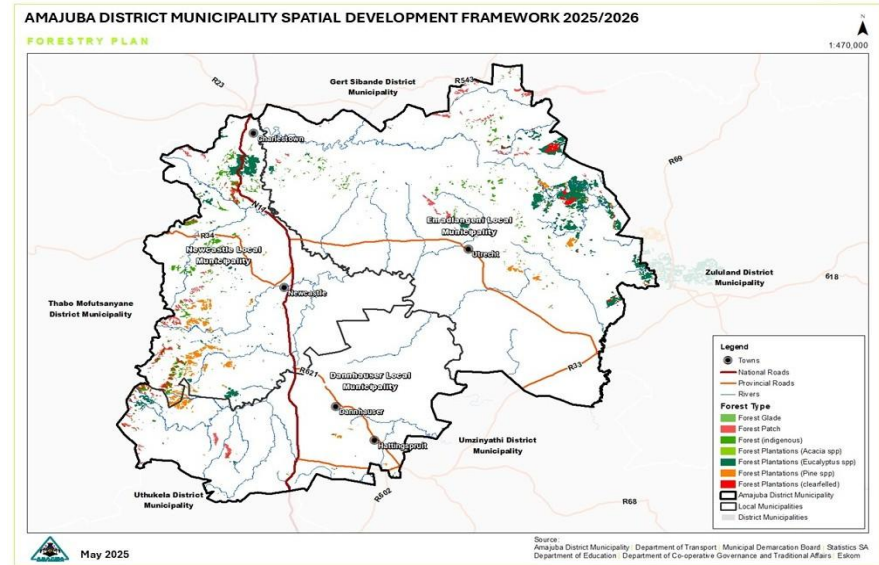 AMAJUBA DISTRICT MUNICIPALITY SPATIAL DEVELOPMENT FRAMEWORK 2025/2026
FORESTRY PLAN
N
1:470,000
R23
Gert Sibande District
Municipality
R543
Charlestown
R69
N11
Emadlangeni Local
Municipality
R34
Newcastle Local
Municipality
Utrecht
Zululand District
Municipality
618
Newcastle
Thabo Mofutsanyane
District Municipality
R33
R621
Dannhauser Local
Municipality
Dannhauser
Hattingspruit
Umzinyathi District
Municipality
Uthukela District
Municipality
R602
R68
Legend
Towns
National Roads
Provincial Roads
Rivers
Forest Type
Forest Glade
Forest Patch
Forest (indigenous)
Forest Plantations (Acacia spp)
Forest Plantations (Eucalyptus spp)
Forest Plantations (Pine spp)
Forest Plantations (clearfelled)
Amajuba District Municipality
Local Municipalities
District Municipalities
AMAJUBA
May 2025
Source:
Amajuba District Municipality | Department of Transport | Municipal Demarcation Board | Statistics SA
Department of Education | Department of Co-operative Governance and Traditional Affairs | Eskom